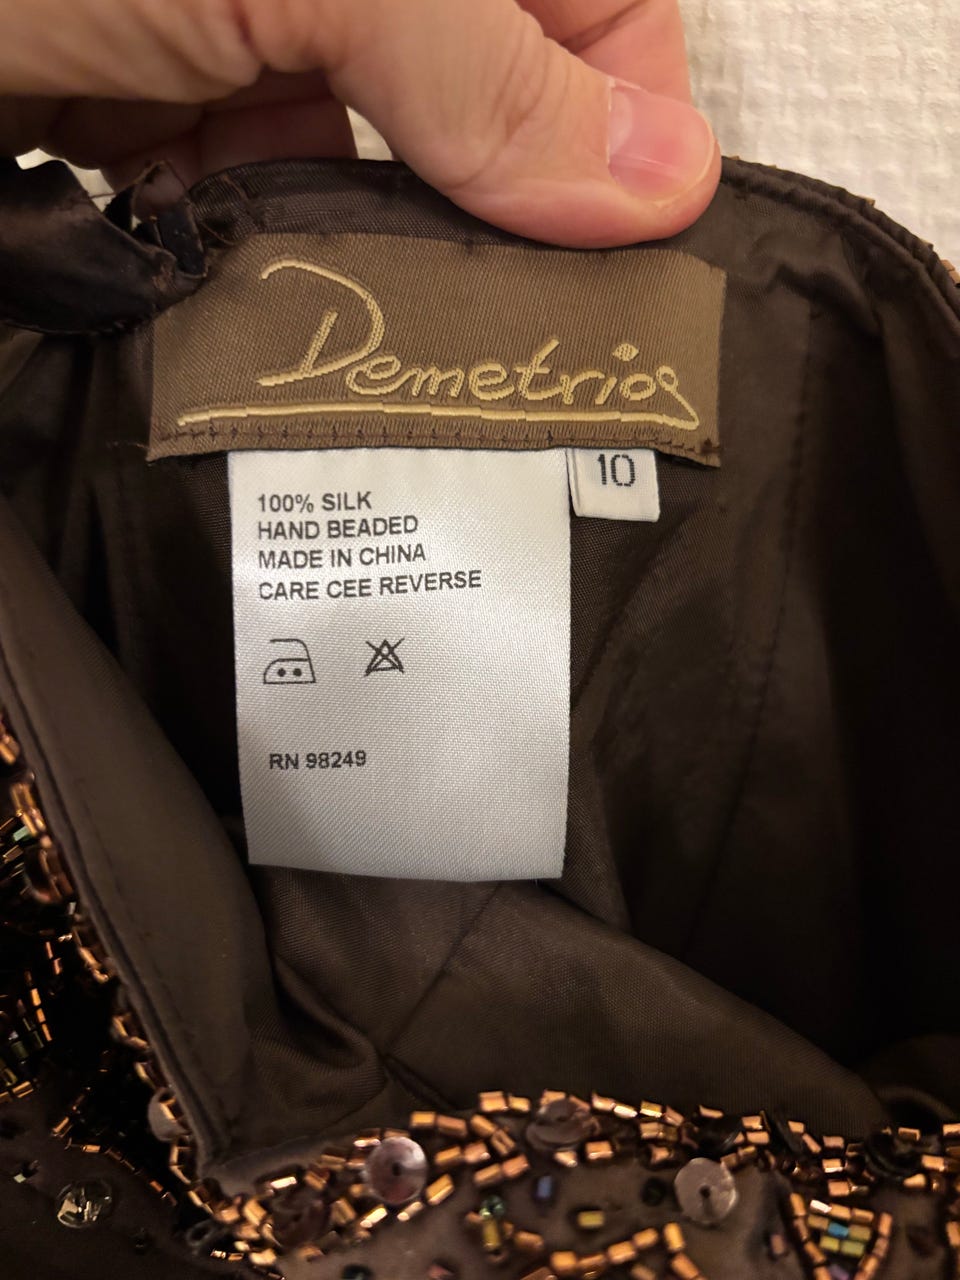 Demetrios
10
100% SILK
HAND BEADED
MADE IN CHINA
CARE CEE REVERSE
RN 98249